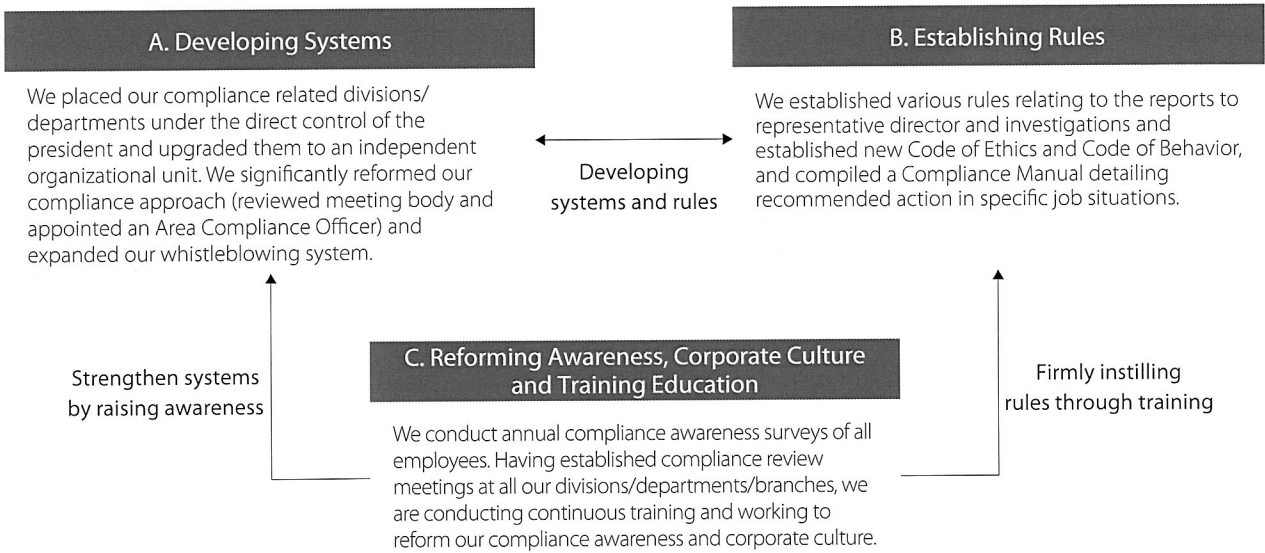 A. Developing Systems
We placed our compliance related divisions/
departments under the direct control of the
president and upgraded them to an independent
organizational unit. We significantly reformed our
compliance approach (reviewed meeting body and
appointed an Area Compliance Officer) and
expanded our whistleblowing system.
Developing
systems and rules
B. Establishing Rules
We established various rules relating to the reports to
representative director and investigations and
established new Code of Ethics and Code of Behavior,
and compiled a Compliance Manual detailing
recommended action in specific job situations.
Strengthen systems
by raising awareness
C. Reforming Awareness, Corporate Culture
and Training Education
We conduct annual compliance awareness surveys of all
employees. Having established compliance review
meetings at all our divisions/departments/branches, we
are conducting continuous training and working to
reform our compliance awareness and corporate culture.
Firmly instilling
rules through training